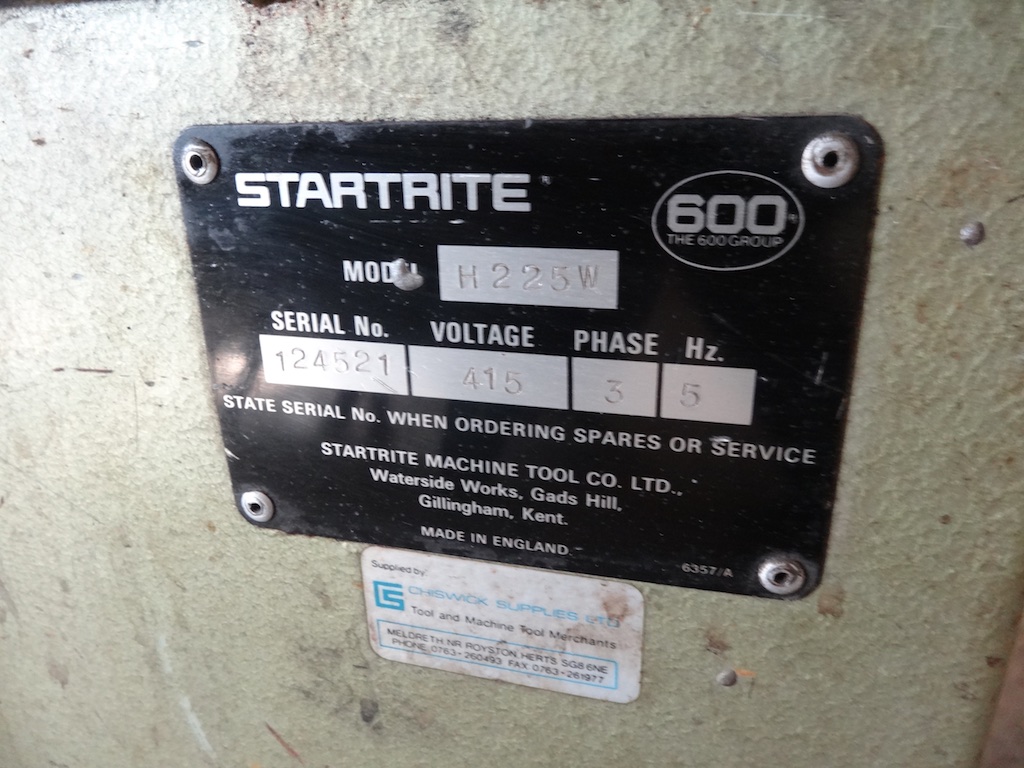 STARTRITE
600
THE 600 GROUP
MODEL H225W
SERIAL No. VOLTAGE PHASE Hz.
124521 415 3 5
STATE SERIAL No. WHEN ORDERING SPARES OR SERVICE
STARTRITE MACHINE TOOL CO. LTD.,
Waterside Works, Gads Hill,
Gillingham, Kent.
MADE IN ENGLAND
6357/A
Supplied by:
CS CHISWICK SUPPLIES LTD
Tool and Machine Tool Merchants
MELDRETH NR ROYSTON, HERTS SG8 6NE
PHONE 0763-260493 FAX 0763-261977